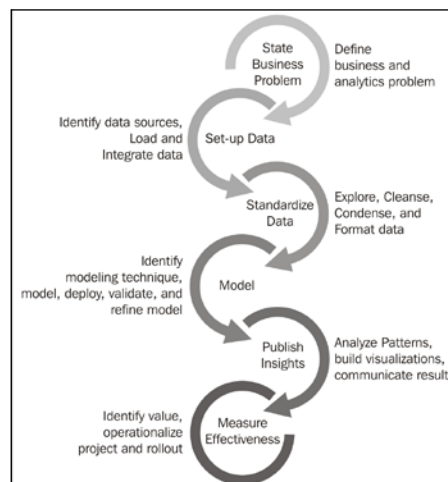 State
Business
Problem
Define
business and
analytics problem
Identify data sources,
Load and
Integrate data
Set-up Data
Standardize
Data
Explore, Cleanse,
Condense, and
Format data
Identify
modeling technique,
model, deploy, validate, and
refine model
Model
Publish
Insights
Analyze Patterns,
build visualizations,
communicate result
Identify value,
operationalize
project and rollout
Measure
Effectiveness